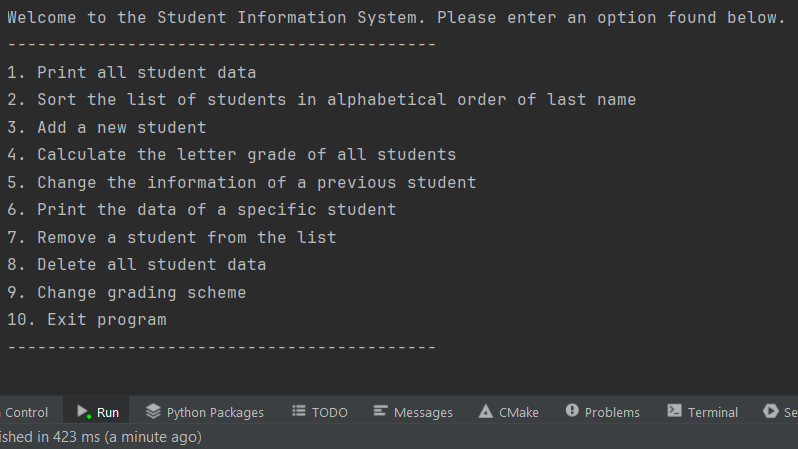 Welcome to the Student Information System. Please enter an option found below.
-------------------------------------------
1. Print all student data
2. Sort the list of students in alphabetical order of last name
3. Add a new student
4. Calculate the letter grade of all students
5. Change the information of a previous student
6. Print the data of a specific student
7. Remove a student from the list
8. Delete all student data
9. Change grading scheme
10. Exit program
-------------------------------------------
Control Run Python Packages TODO Messages CMake Problems Terminal Se
ished in 423 ms (a minute ago)